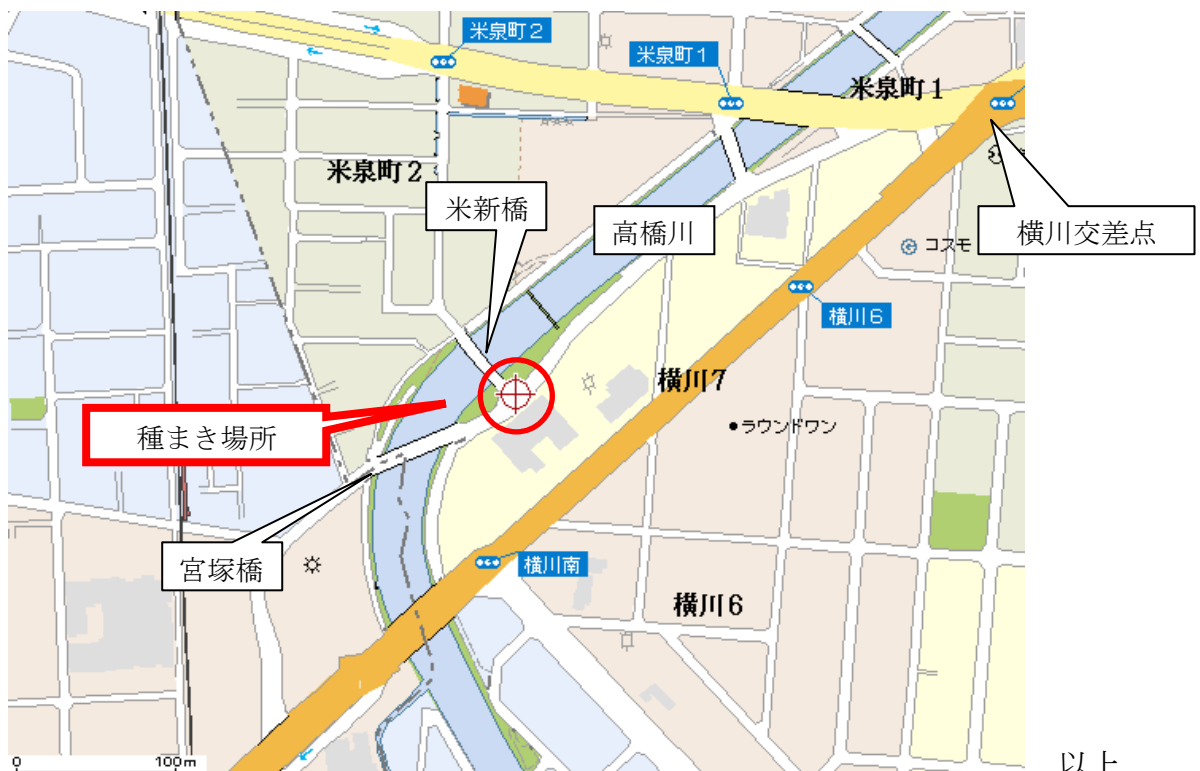 米泉町2
米泉町1
米泉町1
米泉町2
米新橋
高橋川
横川交差点
コスモ
横川6
横川7
種まき場所
ラウンドワン
宮塚橋
横川南
横川6
0
100m
以上